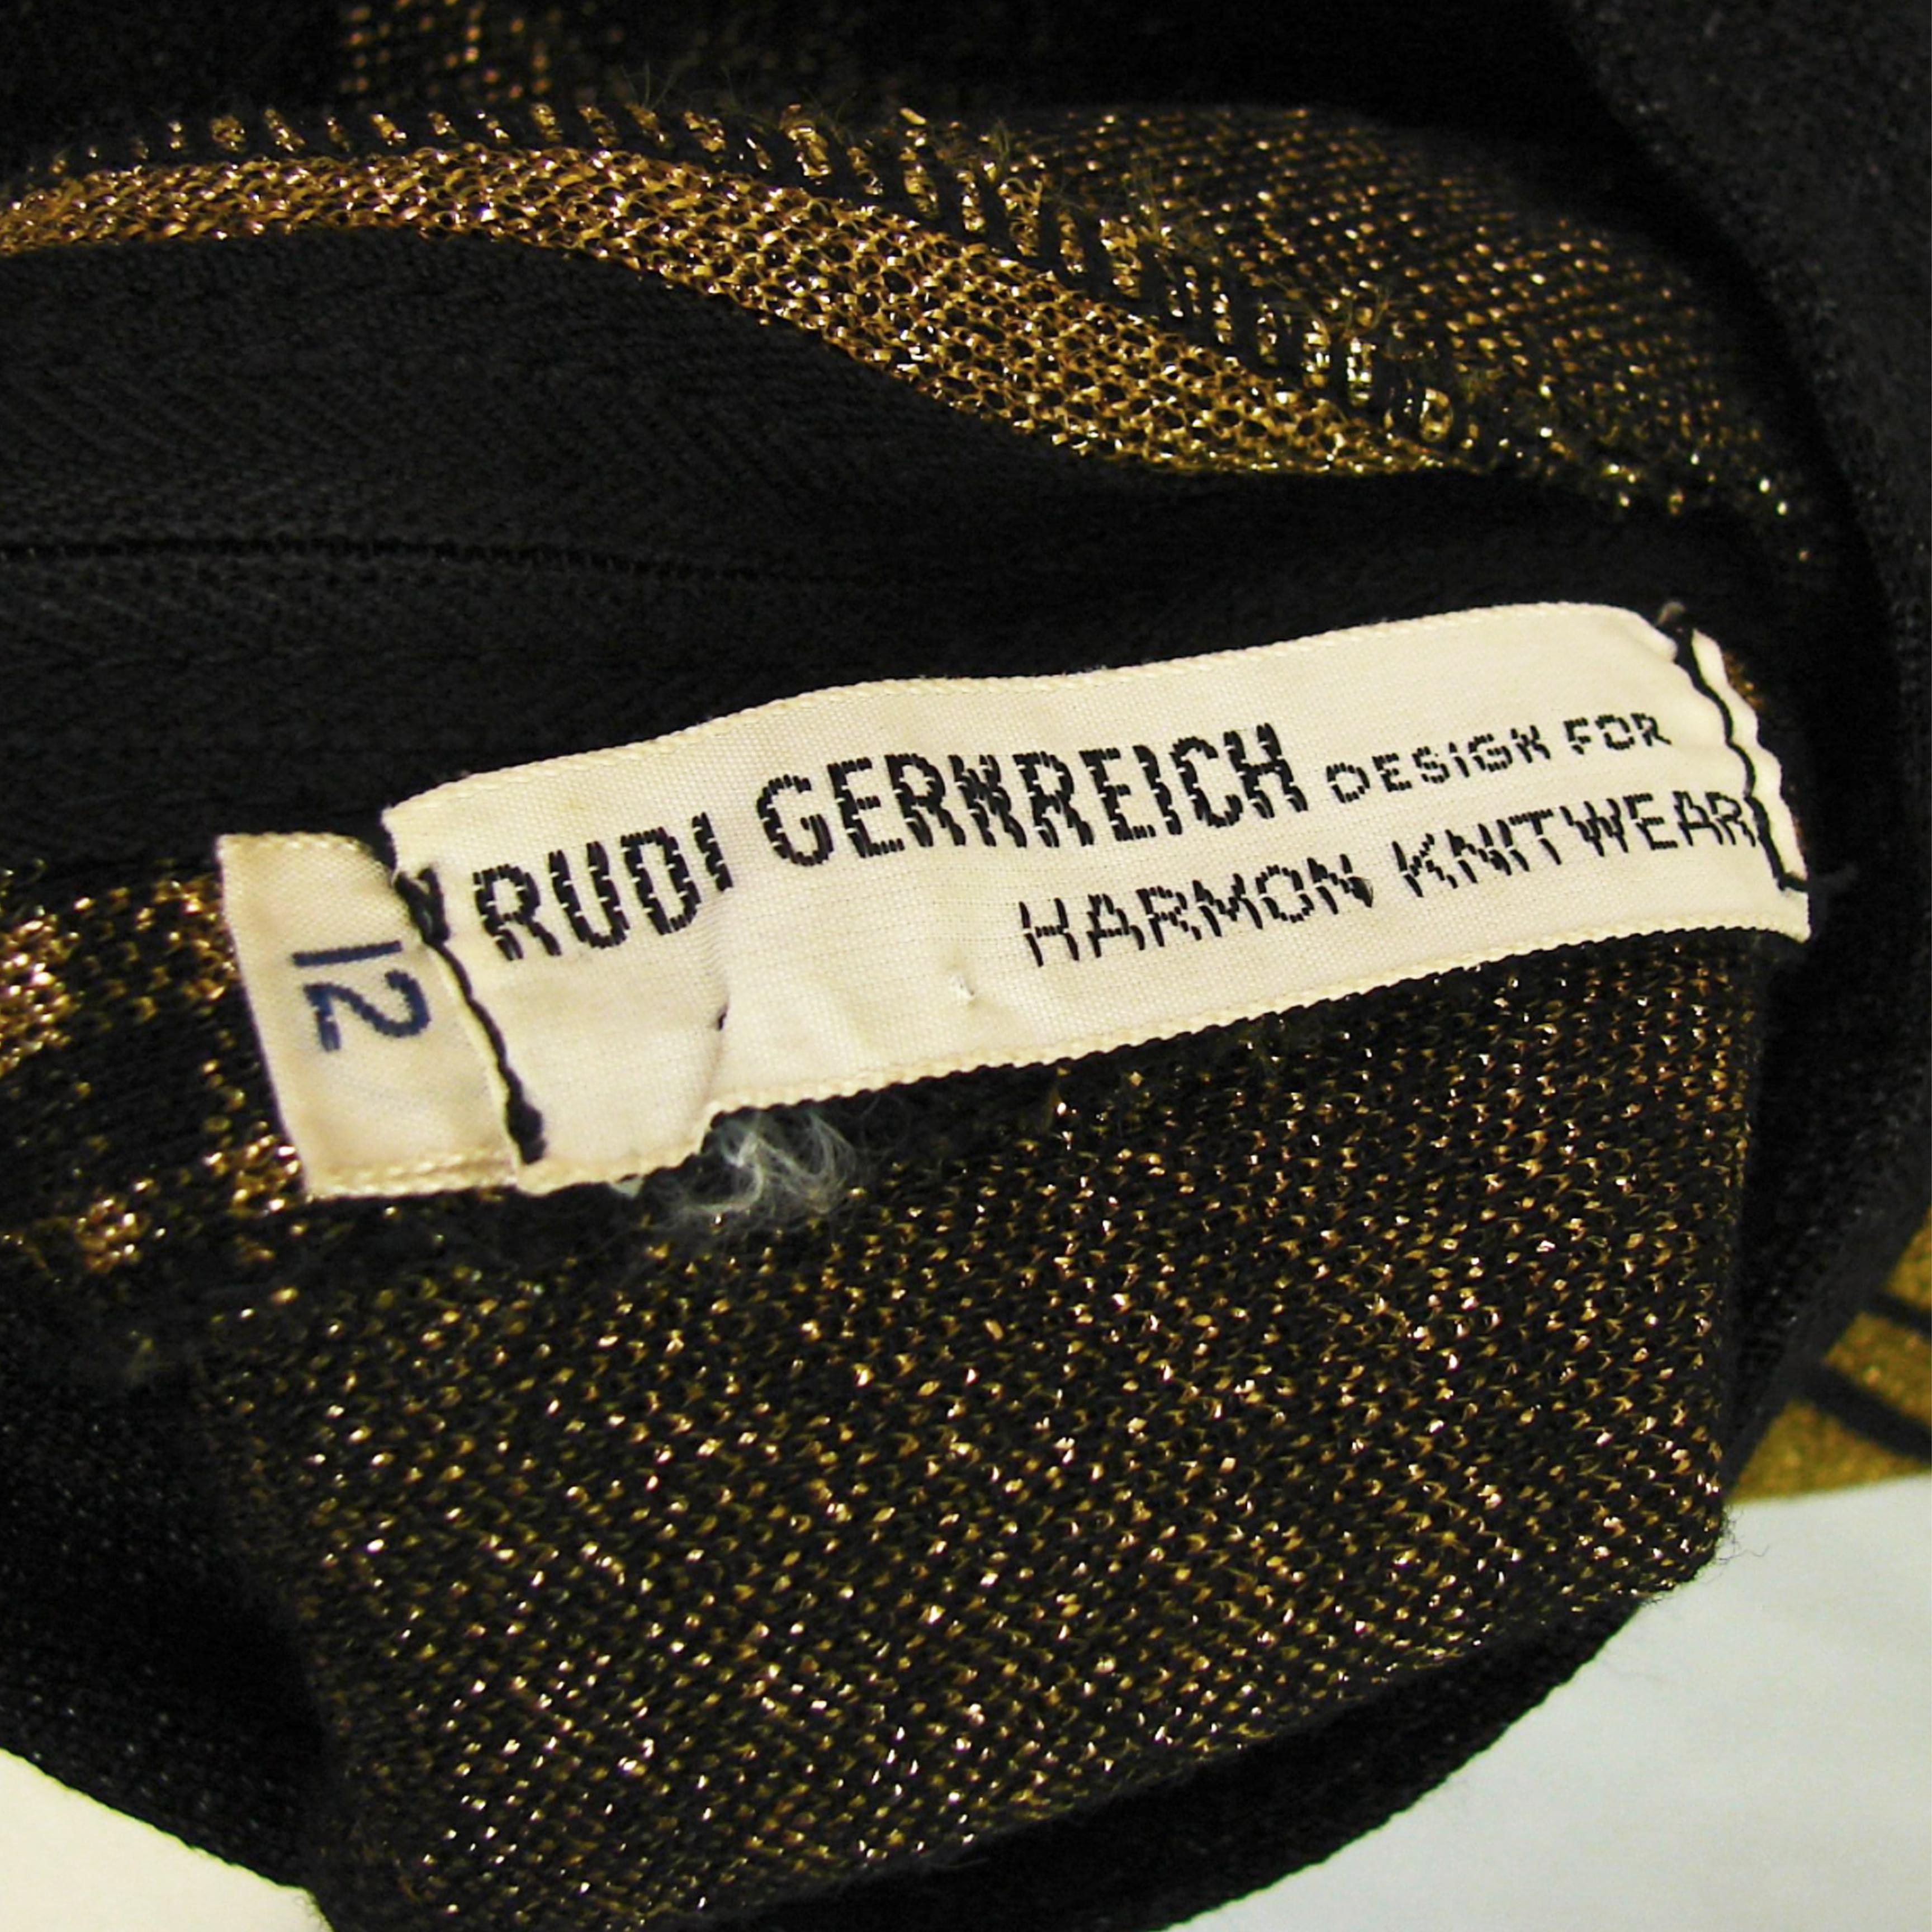 RUDI GERNREICH DESIGN FOR
HARMON KNITWEAR
12